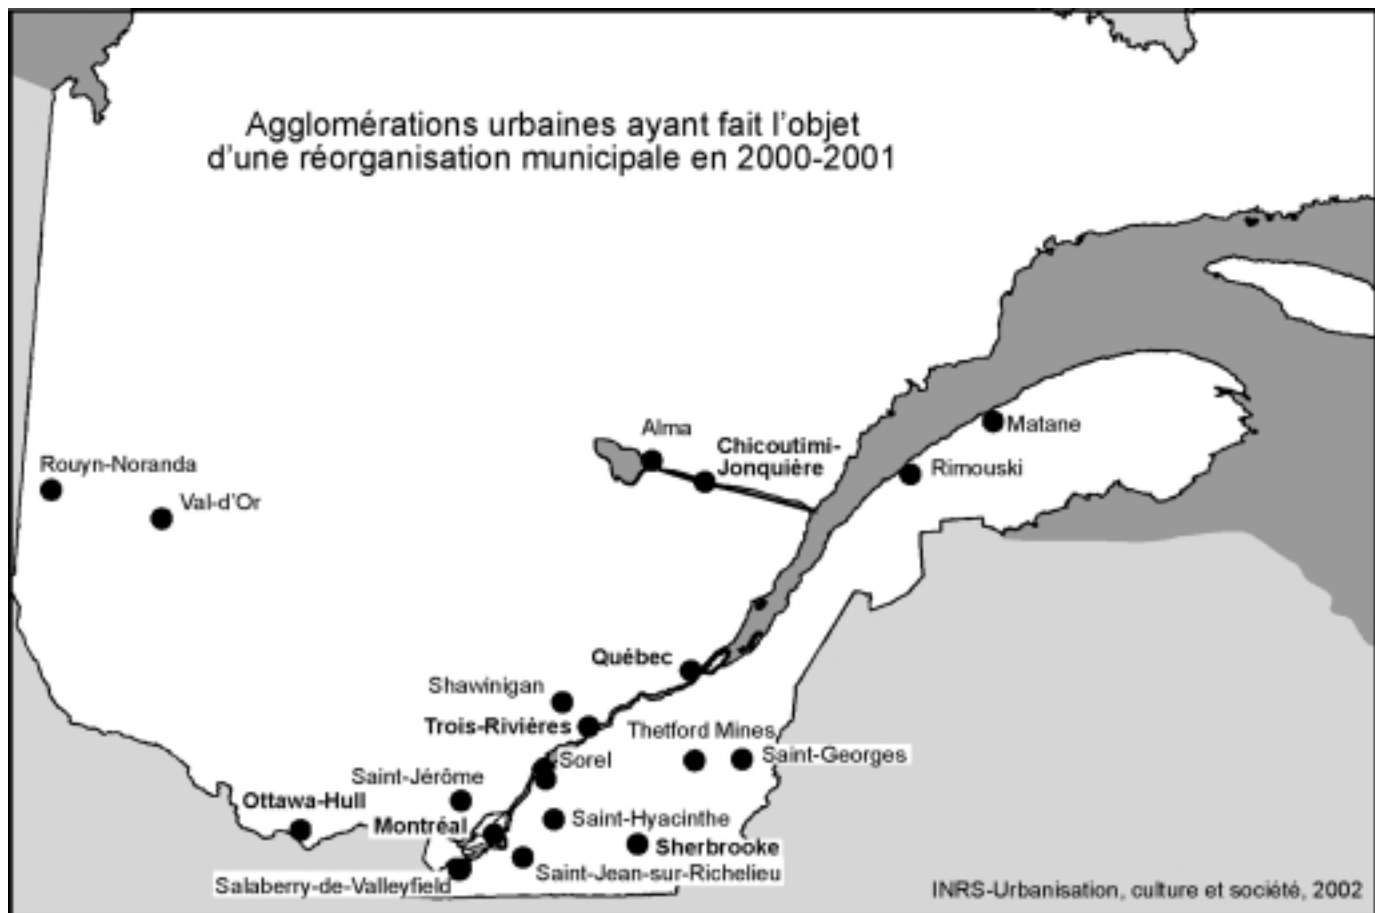 Agglomérations urbaines ayant fait l'objet
d'une réorganisation municipale en 2000-2001
Alma
Chicoutimi-
Jonquière
Matane
Rimouski
Rouyn-Noranda
Val-d'Or
Québec
Shawinigan
Trois-Rivières
Thetford Mines
Saint-Georges
Sorel
Saint-Jérôme
Ottawa-Hull
Montréal
Saint-Hyacinthe
Sherbrooke
Saint-Jean-sur-Richelieu
Salaberry-de-Valleyfield
INRS-Urbanisation, culture et société, 2002